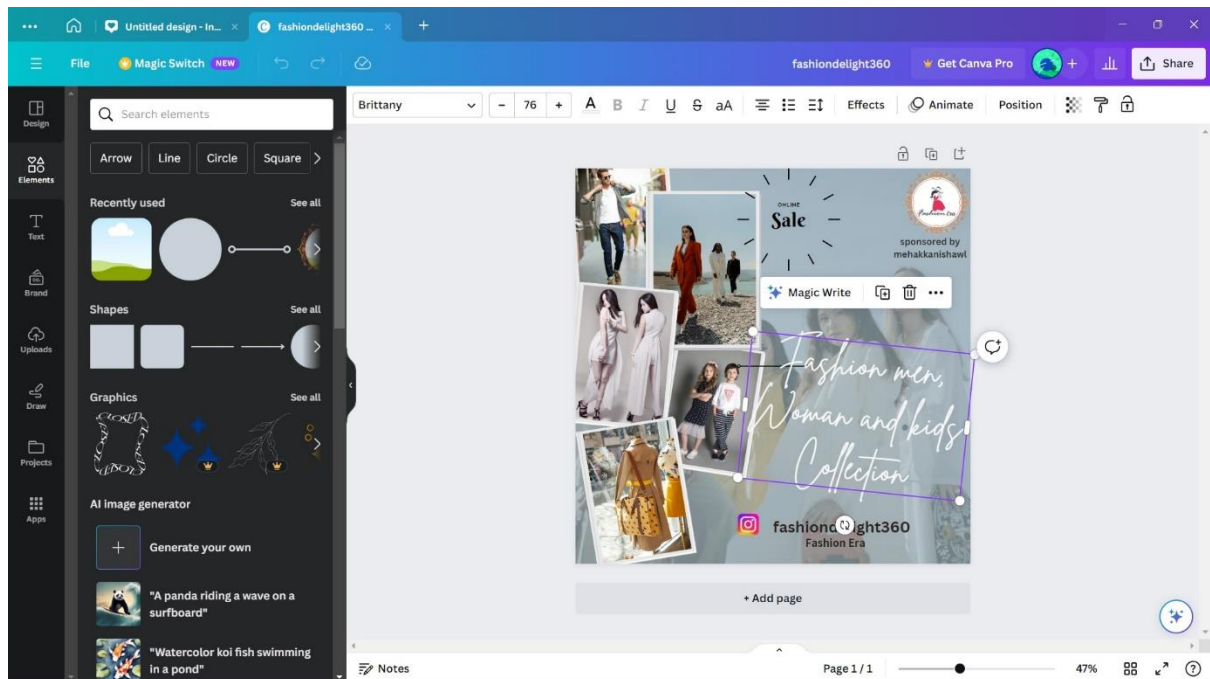 Untitled design - In...
fashiondelight360 ...
File
Magic Switch
NEW
fashiondelight360
Get Canva Pro
Share
Design
Elements
Text
Brand
Uploads
Draw
Projects
Apps
Search elements
Arrow
Line
Circle
Square
Recently used
See all
Shapes
See all
Graphics
See all
CLOSED
AI image generator
Generate your own
"A panda riding a wave on a
surfboard"
"Watercolor koi fish swimming
in a pond"
Brittany
- 76 +
A B I U S aA
Effects
Animate
Position
ONLINE
Sale
Fashion Era
sponsored by
mehakkanishawl
Magic Write
Fashion men,
Woman and kids
Collection
fashiondelight360
Fashion Era
+ Add page
Notes
Page 1 / 1
47%